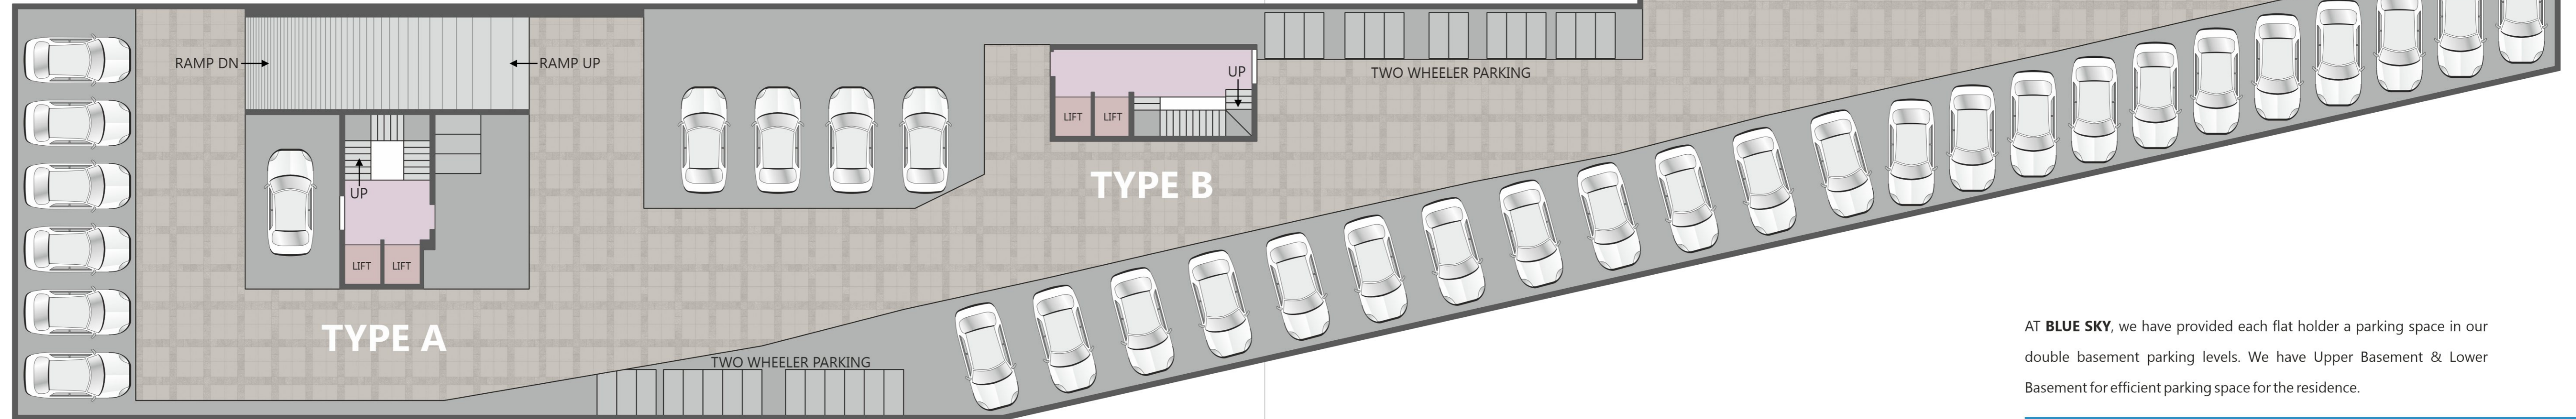 RAMP DN
RAMP UP
UP
LIFT
LIFT
TYPE A
UP
LIFT
LIFT
TYPE B
TWO WHEELER PARKING
TWO WHEELER PARKING
AT BLUE SKY, we have provided each flat holder a parking space in our
double basement parking levels. We have Upper Basement & Lower
Basement for efficient parking space for the residence.